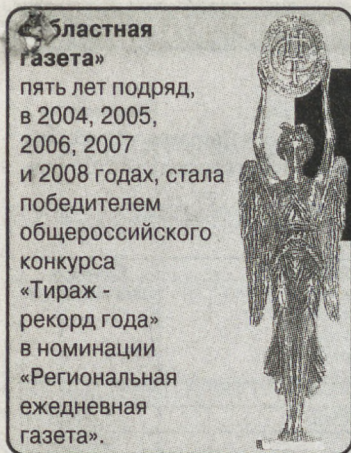 «Областная
газета»
пять лет подряд,
в 2004, 2005,
2006, 2007
и 2008 годах, стала
победителем
общероссийского
конкурса
«Тираж -
рекорд года»
в номинации
«Региональная
ежедневная
газета».